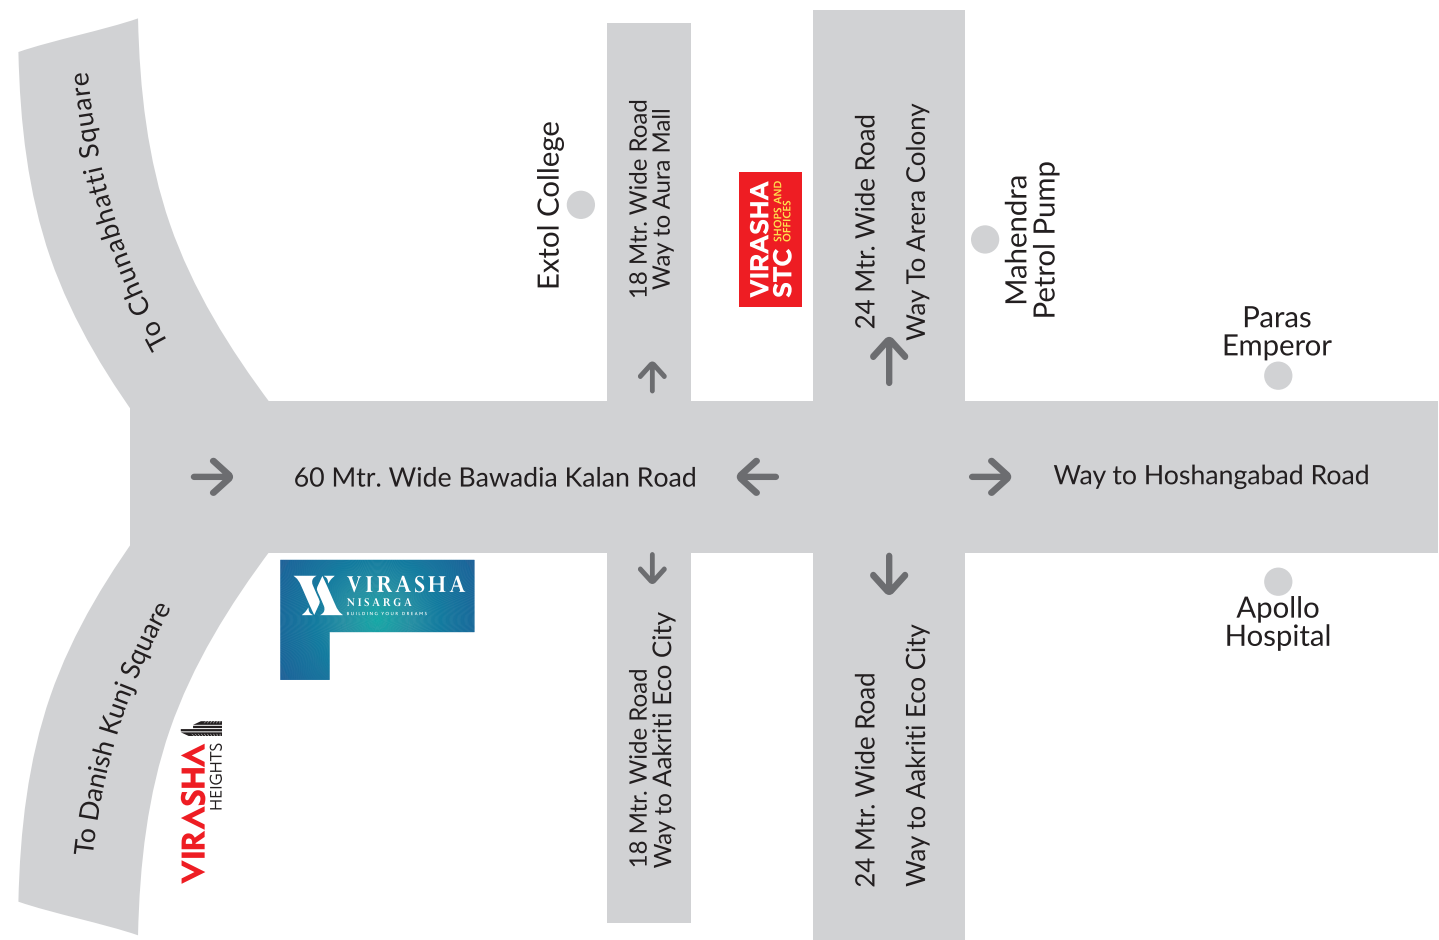 To Chunabhatti Square
Extol College
18 Mtr. Wide Road
Way to Aura Mall
VIRASHA
STC SHOPS AND
OFFICES
24 Mtr. Wide Road
Way To Arera Colony
Mahendra
Petrol Pump
Paras
Emperor
60 Mtr. Wide Bawadia Kalan Road
Way to Hoshangabad Road
VIRASHA
NISARGA
BUILDING YOUR DREAMS
To Danish Kunj Square
VIRASHA
HEIGHTS
18 Mtr. Wide Road
Way to Aakriti Eco City
24 Mtr. Wide Road
Way to Aakriti Eco City
Apollo
Hospital